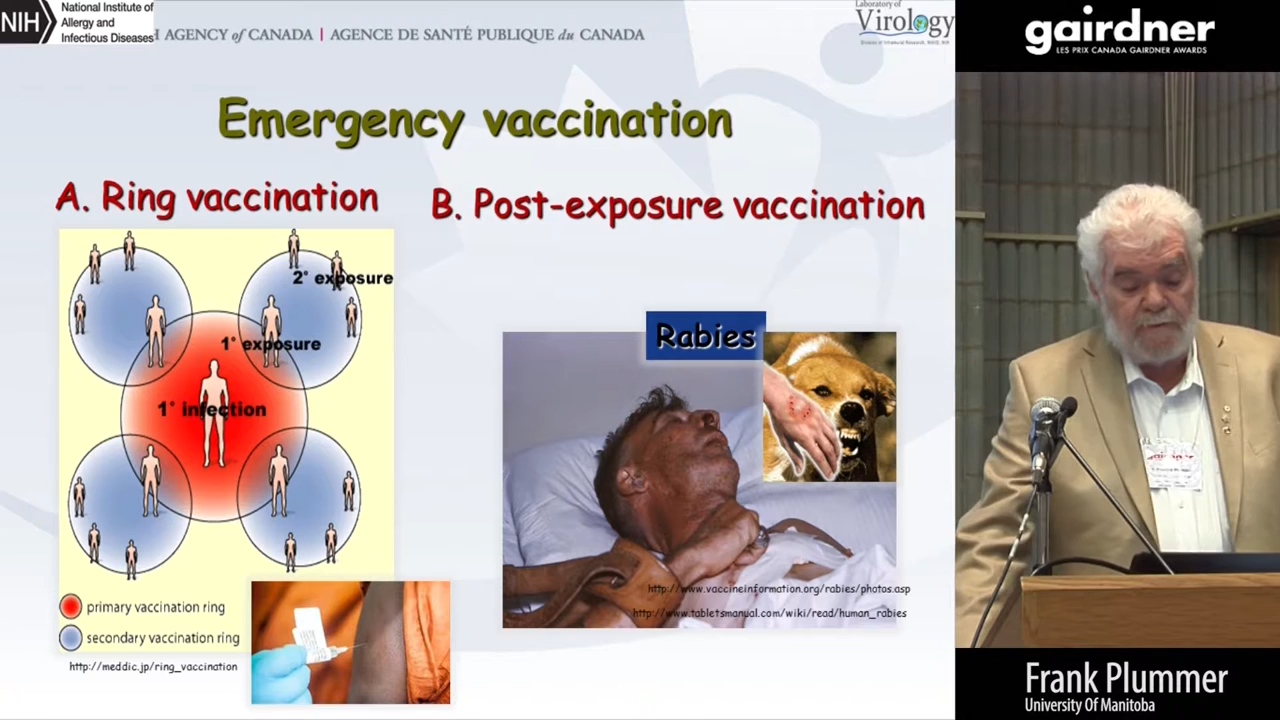 NIH
National Institute of
Allergy and
Infectious Diseases
H AGENCY of CANADA | AGENCE DE SANTÉ PUBLIQUE du CANADA
Laboratory of
Virology
gairdner
LES PRIX CANADA GAIRDNER AWARDS
Emergency vaccination
A. Ring vaccination
B. Post-exposure vaccination
2° exposure
1° exposure
1° infection
primary vaccination ring
secondary vaccination ring
http://meddic.jp/ring_vaccination
Rabies
http://www.vaccineinformation.org/rabies/photos.asp
http://www.tabletsmanual.com/wiki/read/human_rabies
Frank Plummer
University Of Manitoba